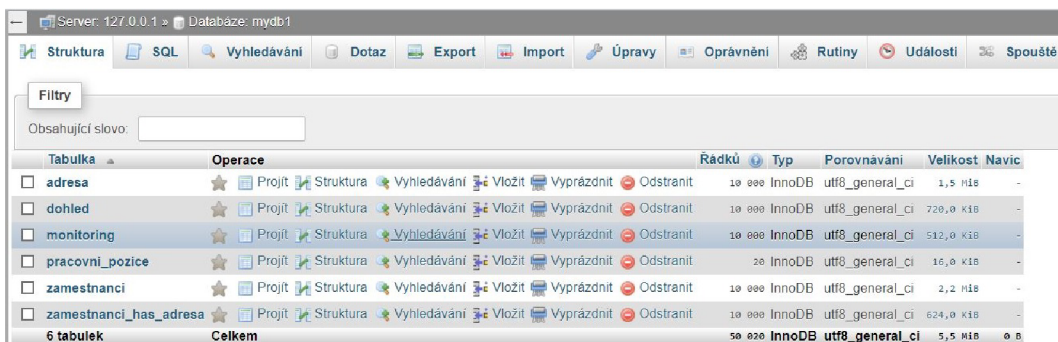 ← Server: 127.0.0.1 » Databáze: mydb1
Struktura SQL Vyhledávání Dotaz Export Import Úpravy Oprávnění Rutiny Události Spouště
Filtry
Obsahující slovo:
Tabulka Operace Řádků Typ Porovnávání Velikost Navíc
adresa Projít Struktura Vyhledávání Vložit Vyprázdnit Odstranit 10 000 InnoDB utf8_general_ci 1,5 MiB -
dohled Projít Struktura Vyhledávání Vložit Vyprázdnit Odstranit 10 000 InnoDB utf8_general_ci 720,0 KiB -
monitoring Projít Struktura Vyhledávání Vložit Vyprázdnit Odstranit 10 000 InnoDB utf8_general_ci 512,0 KiB -
pracovni_pozice Projít Struktura Vyhledávání Vložit Vyprázdnit Odstranit 20 InnoDB utf8_general_ci 16,0 KiB -
zamestnanci Projít Struktura Vyhledávání Vložit Vyprázdnit Odstranit 10 000 InnoDB utf8_general_ci 2,2 MiB -
zamestnanci_has_adresa Projít Struktura Vyhledávání Vložit Vyprázdnit Odstranit 10 000 InnoDB utf8_general_ci 624,0 KiB -
6 tabulek Celkem 50 020 InnoDB utf8_general_ci 5,5 MiB 0 B